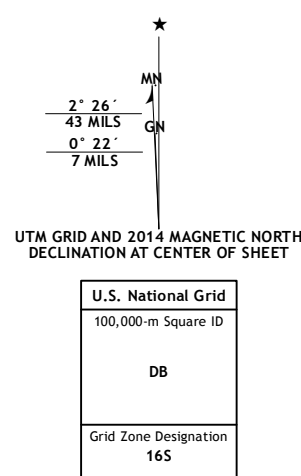 ★
MN
2° 26´
43 MILS
GN
0° 22´
7 MILS
UTM GRID AND 2014 MAGNETIC NORTH
DECLINATION AT CENTER OF SHEET
U.S. National Grid
100,000-m Square ID
DB
Grid Zone Designation
16S